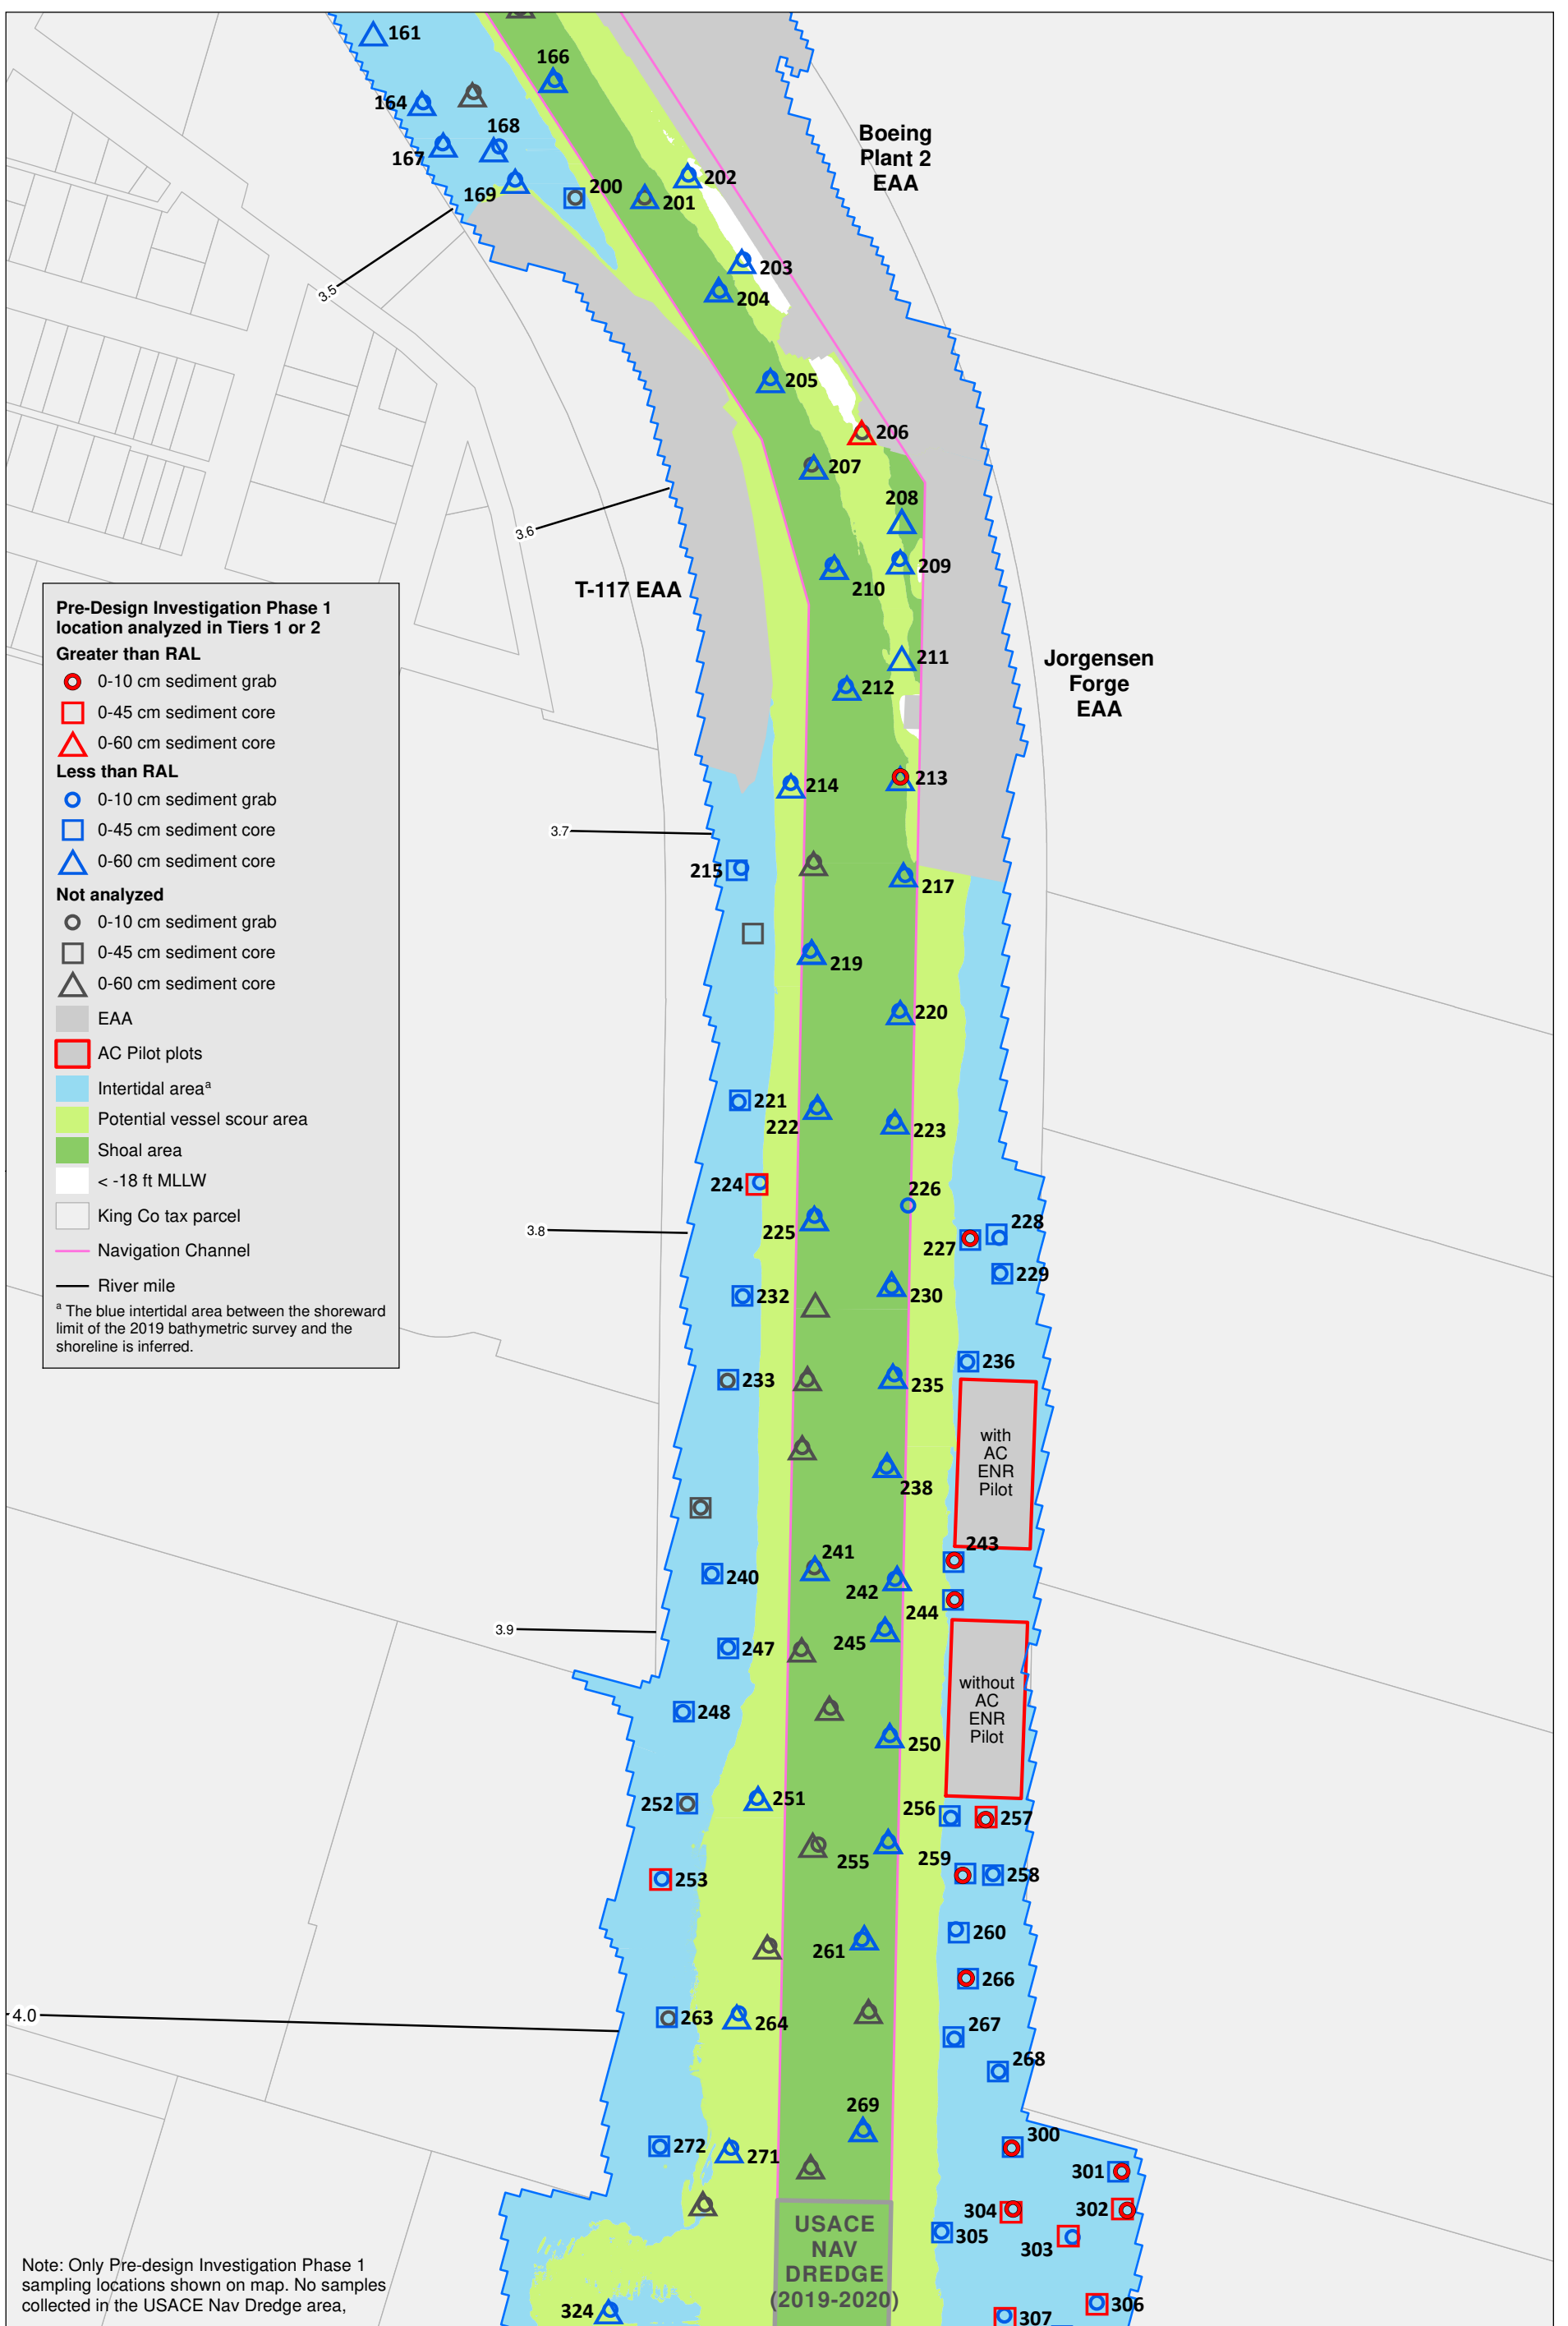 161
166
164
168
167
169
200
201
202
203
204
205
206
207
208
209
210
211
212
213
214
215
217
219
220
221
222
223
224
225
226
227
228
229
230
232
233
235
236
238
240
241
242
243
244
245
247
248
250
251
252
253
255
256
257
258
259
260
261
263
264
266
267
268
269
271
272
300
301
302
303
304
305
306
307
324
Boeing
Plant 2
EAA
T-117 EAA
Jorgensen
Forge
EAA
3.5
3.6
3.7
3.8
3.9
4.0
with
AC
ENR
Pilot
without
AC
ENR
Pilot
USACE
NAV
DREDGE
(2019-2020)
Pre-Design Investigation Phase 1
location analyzed in Tiers 1 or 2
Greater than RAL
0-10 cm sediment grab
0-45 cm sediment core
0-60 cm sediment core
Less than RAL
0-10 cm sediment grab
0-45 cm sediment core
0-60 cm sediment core
Not analyzed
0-10 cm sediment grab
0-45 cm sediment core
0-60 cm sediment core
EAA
AC Pilot plots
Intertidal area<sup>a</sup>
Potential vessel scour area
Shoal area
< -18 ft MLLW
King Co tax parcel
Navigation Channel
River mile
<sup>a</sup> The blue intertidal area between the shoreward
limit of the 2019 bathymetric survey and the
shoreline is inferred.
Note: Only Pre-design Investigation Phase 1
sampling locations shown on map. No samples
collected in the USACE Nav Dredge area,